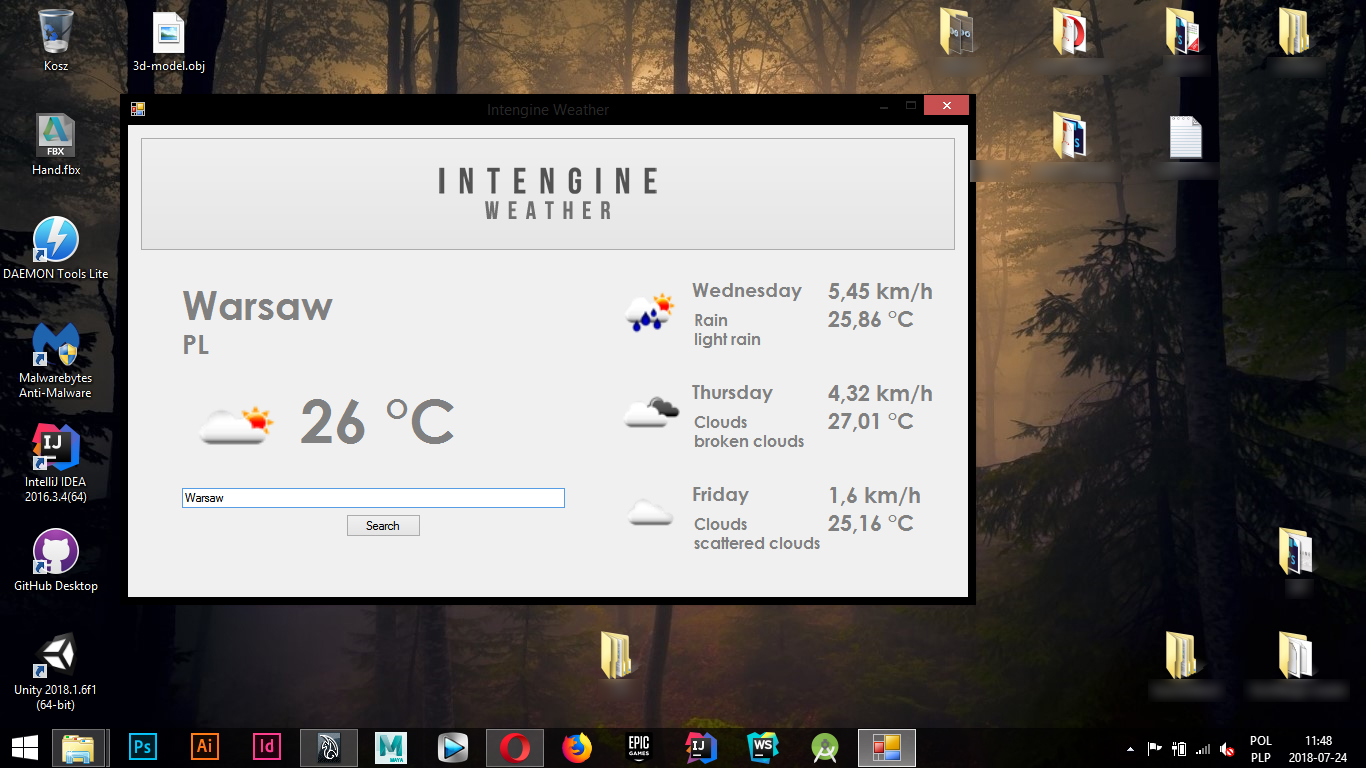 Kosz
3d-model.obj
FBX
Hand.fbx
DAEMON Tools Lite
Malwarebytes
Anti-Malware
IJ
IntelliJ IDEA
2016.3.4(64)
GitHub Desktop
Unity 2018.1.6f1
(64-bit)
Intengine Weather
INTENGINE
WEATHER
Warsaw
PL
26 °C
Warsaw
Search
Wednesday 5,45 km/h
Rain 25,86 °C
light rain
Thursday 4,32 km/h
Clouds 27,01 °C
broken clouds
Friday 1,6 km/h
Clouds 25,16 °C
scattered clouds
Ps
Ai
Id
MAYA
EPIC
GAMES
IJ
WS
POL 11:48
PLP 2018-07-24